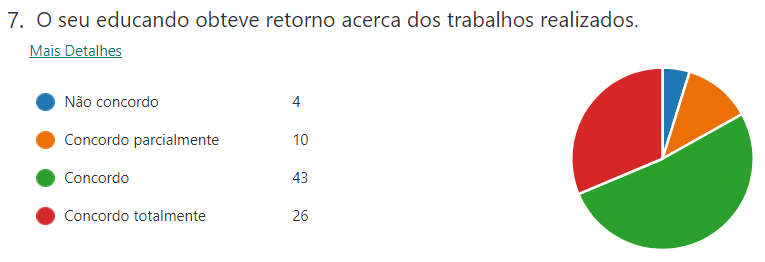 7. O seu educando obteve retorno acerca dos trabalhos realizados.
Mais Detalhes
Não concordo 4
Concordo parcialmente 10
Concordo 43
Concordo totalmente 26